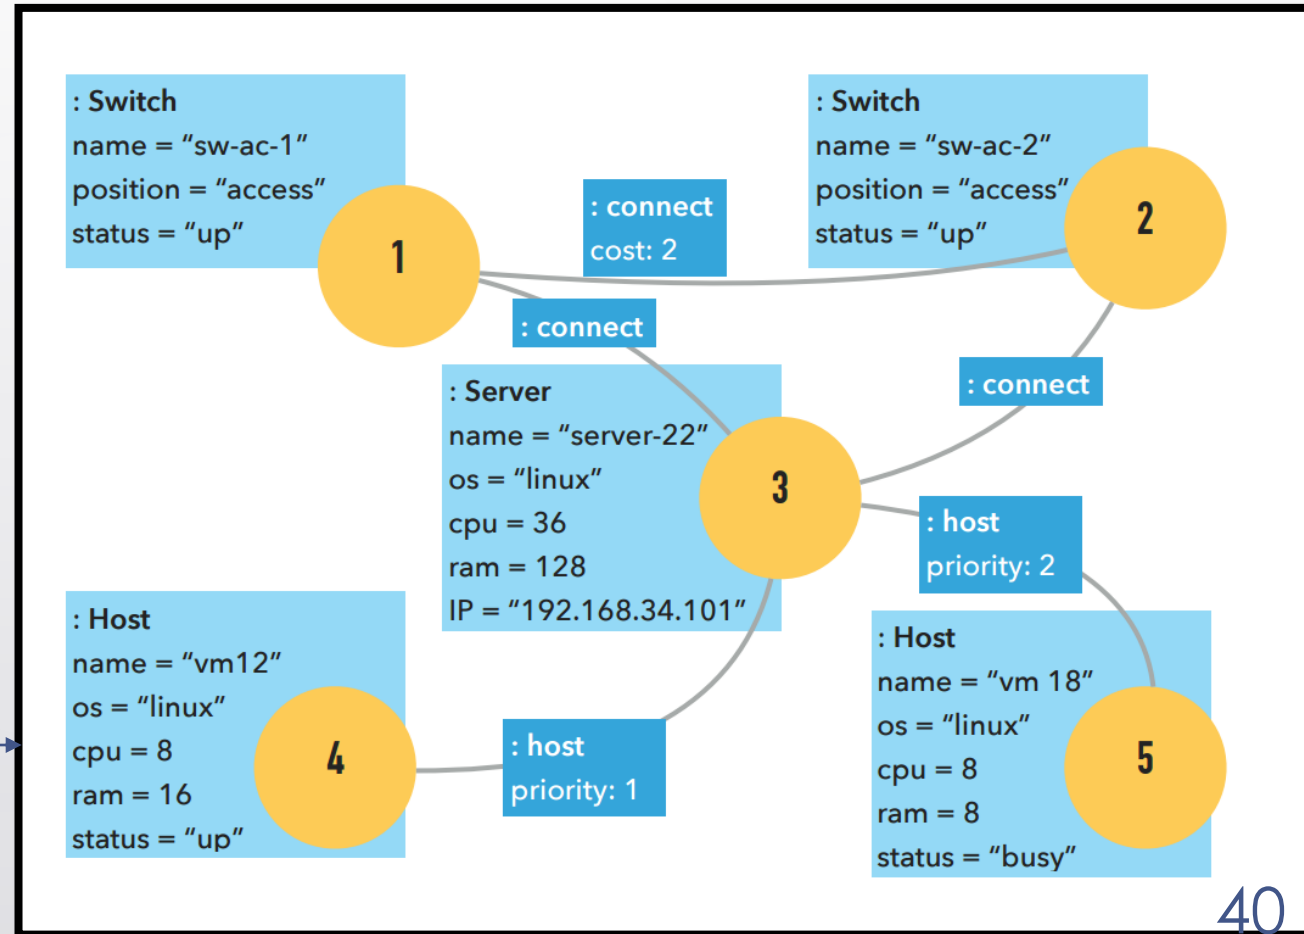 : Switch
name = “sw-ac-1”
position = “access”
status = “up”
1
: connect
cost: 2
: Switch
name = “sw-ac-2”
position = “access”
status = “up”
2
: connect
: connect
: Server
name = “server-22”
os = “linux”
cpu = 36
ram = 128
IP = “192.168.34.101”
3
: host
priority: 2
: Host
name = “vm12”
os = “linux”
cpu = 8
ram = 16
status = “up”
4
: host
priority: 1
: Host
name = “vm 18”
os = “linux”
cpu = 8
ram = 8
status = “busy”
5
40